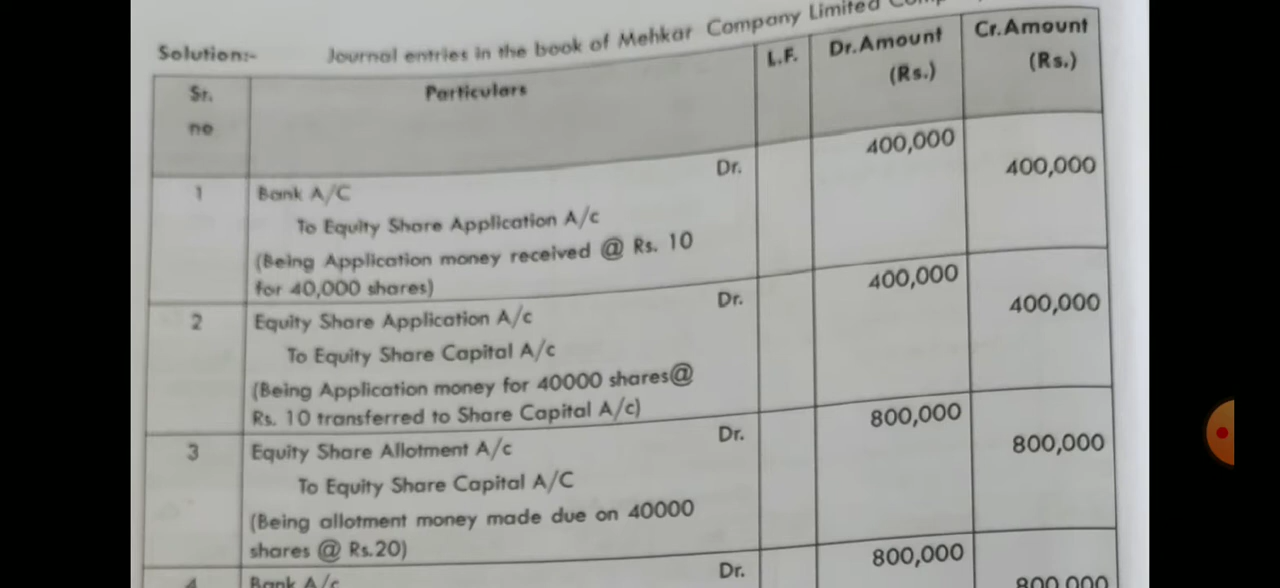 Solution:-
Journal entries in the book of Mehkar Company Limited
Sr. no
Particulars
L.F.
Dr.Amount (Rs.)
Cr.Amount (Rs.)
1
Bank A/C
Dr.
400,000
To Equity Share Application A/c
400,000
(Being Application money received @ Rs. 10
for 40,000 shares)
2
Equity Share Application A/c
Dr.
400,000
To Equity Share Capital A/c
400,000
(Being Application money for 40000 shares@
Rs. 10 transferred to Share Capital A/c)
3
Equity Share Allotment A/c
Dr.
800,000
To Equity Share Capital A/C
800,000
(Being allotment money made due on 40000
shares @ Rs.20)
4
Bank A/c
Dr.
800,000
800,000